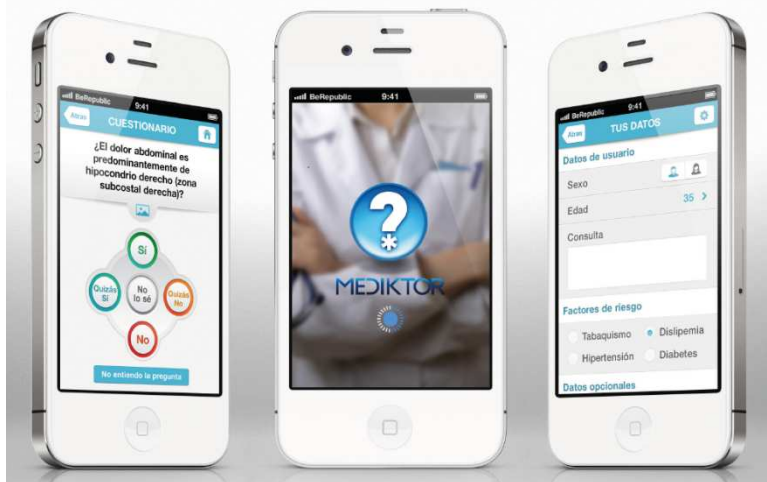 BeRepublic 9:41
Atras CUESTIONARIO
¿El dolor abdominal es
predominantemente de
hipocondrio derecho (zona
subcostal derecha)?
Sí
Quizás
Sí
No
lo sé
Quizás
No
No
No entiendo la pregunta
BeRepublic 9:41
?
*
MEDIKTOR
BeRepublic 9:41
Atras TUS DATOS
Datos de usuario
Sexo
Edad 35 >
Consulta
Factores de riesgo
Tabaquismo Dislipemia
Hipertensión Diabetes
Datos opcionales